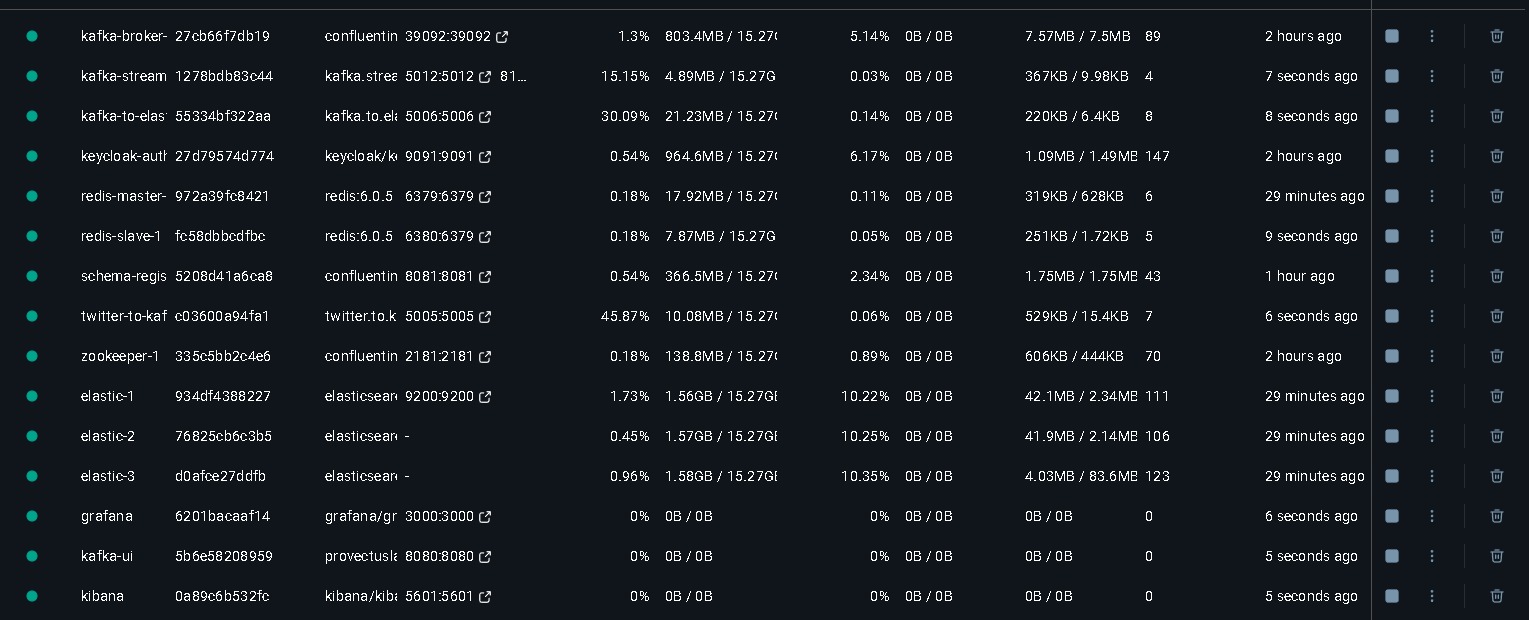 kafka-broker- 27cb66f7db19 confluentin 39092:39092 1.3% 803.4MB / 15.27G 5.14% 0B / 0B 7.57MB / 7.5MB 89 2 hours ago
kafka-stream 1278bdb83c44 kafka.strea 5012:5012 81... 15.15% 4.89MB / 15.27G 0.03% 0B / 0B 367KB / 9.98KB 4 7 seconds ago
kafka-to-elas 55334bf322aa kafka.to.ela 5006:5006 30.09% 21.23MB / 15.27G 0.14% 0B / 0B 220KB / 6.4KB 8 8 seconds ago
keycloak-auth 27d79574d774 keycloak/ke 9091:9091 0.54% 964.6MB / 15.27G 6.17% 0B / 0B 1.09MB / 1.49MB 147 2 hours ago
redis-master- 972a39fc8421 redis:6.0.5 6379:6379 0.18% 17.92MB / 15.27G 0.11% 0B / 0B 319KB / 628KB 6 29 minutes ago
redis-slave-1 fc58dbbcdfbc redis:6.0.5 6380:6379 0.18% 7.87MB / 15.27G 0.05% 0B / 0B 251KB / 1.72KB 5 9 seconds ago
schema-regis 5208d41a6ca8 confluentin 8081:8081 0.54% 366.5MB / 15.27G 2.34% 0B / 0B 1.75MB / 1.75MB 43 1 hour ago
twitter-to-kaf c03600a94fa1 twitter.to.k 5005:5005 45.87% 10.08MB / 15.27G 0.06% 0B / 0B 529KB / 15.4KB 7 6 seconds ago
zookeeper-1 335c5bb2c4e6 confluentin 2181:2181 0.18% 138.8MB / 15.27G 0.89% 0B / 0B 606KB / 444KB 70 2 hours ago
elastic-1 934df4388227 elasticsearc 9200:9200 1.73% 1.56GB / 15.27GB 10.22% 0B / 0B 42.1MB / 2.34MB 111 29 minutes ago
elastic-2 76825cb6c3b5 elasticsearc - 0.45% 1.57GB / 15.27GB 10.25% 0B / 0B 41.9MB / 2.14MB 106 29 minutes ago
elastic-3 d0afce27ddfb elasticsearc - 0.96% 1.58GB / 15.27GB 10.35% 0B / 0B 4.03MB / 83.6MB 123 29 minutes ago
grafana 6201bacaaf14 grafana/gr 3000:3000 0% 0B / 0B 0% 0B / 0B 0B / 0B 0 6 seconds ago
kafka-ui 5b6e58208959 provectusla 8080:8080 0% 0B / 0B 0% 0B / 0B 0B / 0B 0 5 seconds ago
kibana 0a89c6b532fc kibana/kiba 5601:5601 0% 0B / 0B 0% 0B / 0B 0B / 0B 0 5 seconds ago